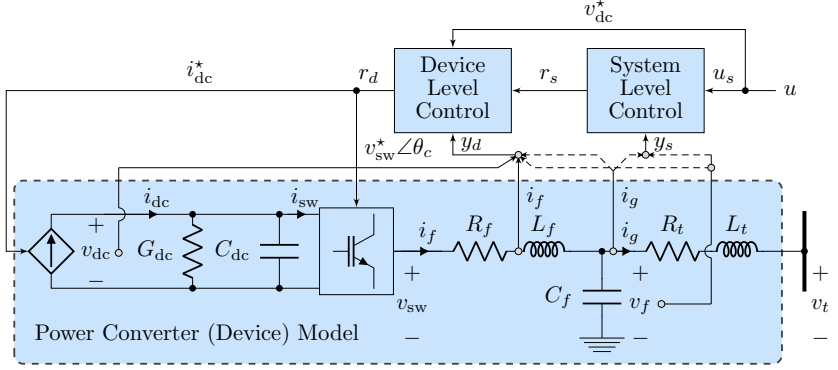 v⋆dc
i⋆dc
rd
Device
Level
Control
rs
System
Level
Control
us
u
v⋆sw∠θc
yd
ys
idc
isw
if
ig
+
vdc
−
Gdc
Cdc
if
Rf
Lf
ig
Rt
Lt
+
vsw
−
Cf
+
vf
−
+
vt
−
Power Converter (Device) Model